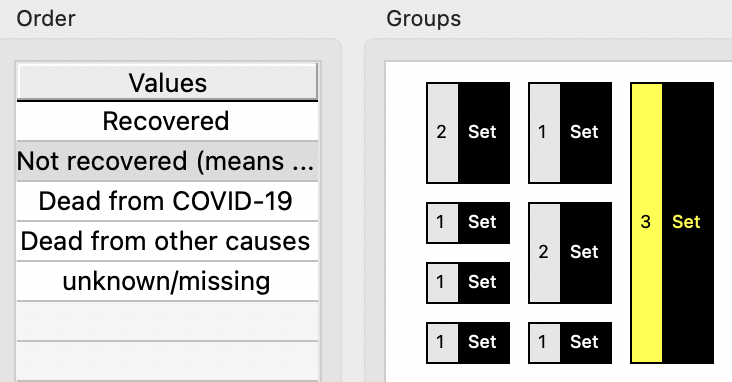 Order
Groups
Values
Recovered
Not recovered (means ...
Dead from COVID-19
Dead from other causes
unknown/missing
2 Set
1 Set
3 Set
1 Set
2 Set
1 Set
1 Set
1 Set